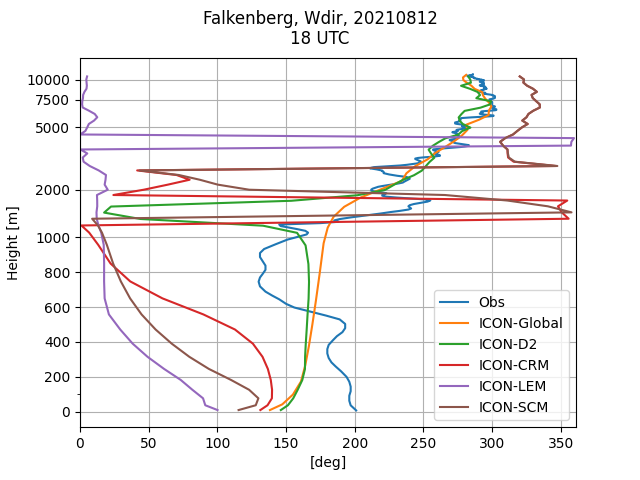 Falkenberg, Wdir, 20210812
18 UTC
10000
7500
5000
2000
1000
800
600
400
200
0
Height [m]
0 50 100 150 200 250 300 350
[deg]
Obs
ICON-Global
ICON-D2
ICON-CRM
ICON-LEM
ICON-SCM